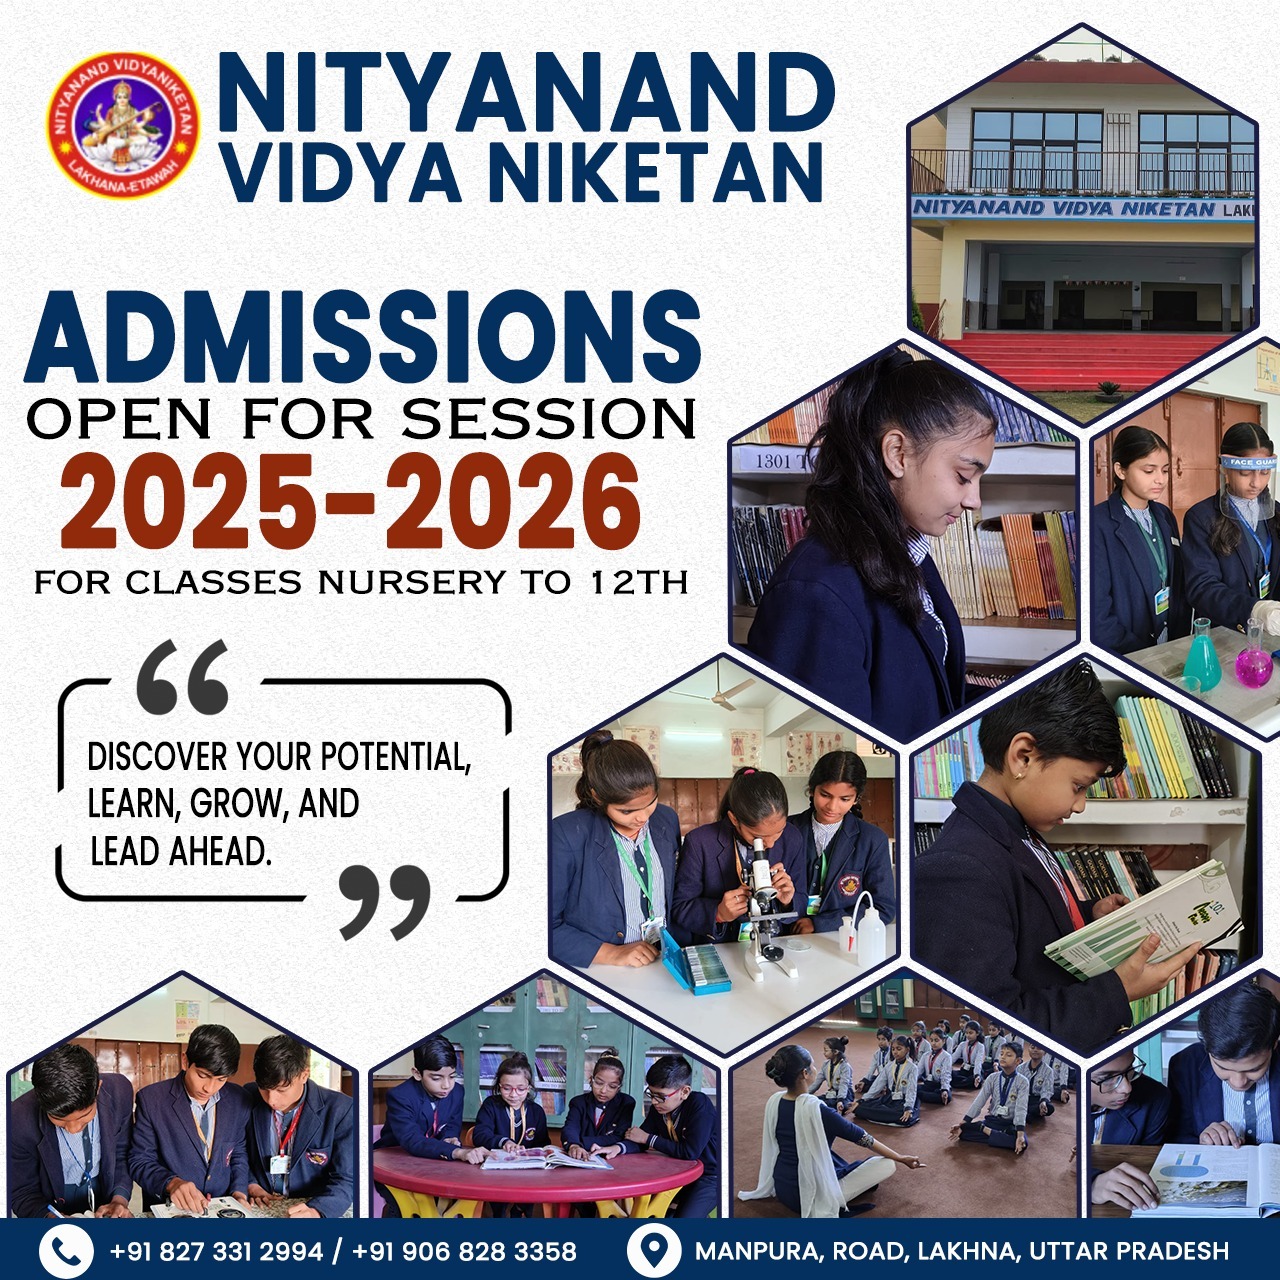 NITYANAND VIDYANIKETAN
LAKHANA-ETAWAH
NITYANAND
VIDYA NIKETAN
NITYANAND VIDYA NIKETAN LAK
ADMISSIONS
OPEN FOR SESSION
2025-2026
FOR CLASSES NURSERY TO 12TH
1301 TO
FACE GUA
“
DISCOVER YOUR POTENTIAL,
LEARN, GROW, AND
LEAD AHEAD.
”
+91 827 331 2994 / +91 906 828 3358
MANPURA, ROAD, LAKHNA, UTTAR PRADESH